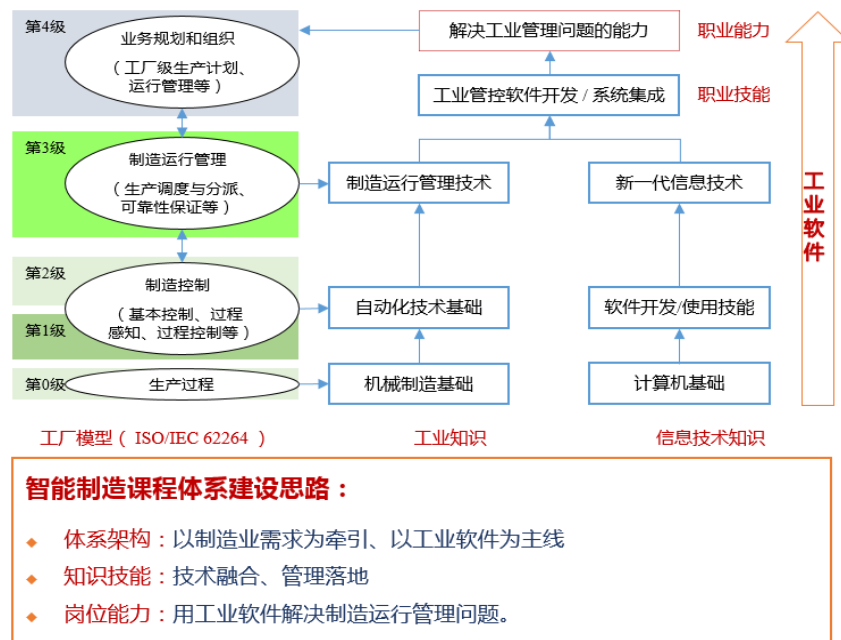 第4级
业务规划和组织
（工厂级生产计划、
运行管理等）
解决工业管理问题的能力
职业能力
工业管控软件开发 / 系统集成
职业技能
第3级
制造运行管理
（生产调度与分派、
可靠性保证等）
制造运行管理技术
新一代信息技术
工业软件
第2级
制造控制
（基本控制、过程
感知、过程控制等）
第1级
自动化技术基础
软件开发/使用技能
第0级
生产过程
机械制造基础
计算机基础
工厂模型（ ISO/IEC 62264 ）
工业知识
信息技术知识
智能制造课程体系建设思路：
体系架构：以制造业需求为牵引、以工业软件为主线
知识技能：技术融合、管理落地
岗位能力：用工业软件解决制造运行管理问题。